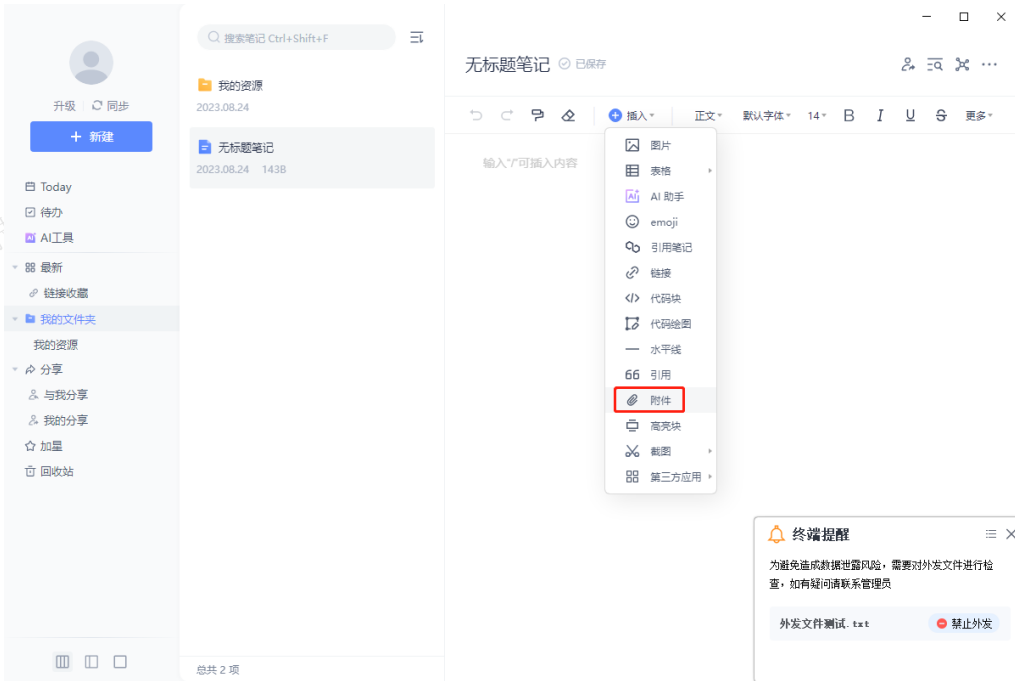 升级 同步
+ 新建
Today
待办
AI工具
最新
链接收藏
我的文件夹
我的资源
分享
与我分享
我的分享
加星
回收站
搜索笔记 Ctrl+Shift+F
我的资源
2023.08.24
无标题笔记
2023.08.24 143B
总共 2 项
无标题笔记 已保存
插入 正文 默认字体 14 B I U S 更多
输入"/"可插入内容
图片
表格
AI 助手
emoji
引用笔记
链接
代码块
代码绘图
水平线
引用
附件
高亮块
截图
第三方应用
终端提醒
为避免造成数据泄露风险，需要对外发文件进行检
查，如有疑问请联系管理员
外发文件测试.txt 禁止外发